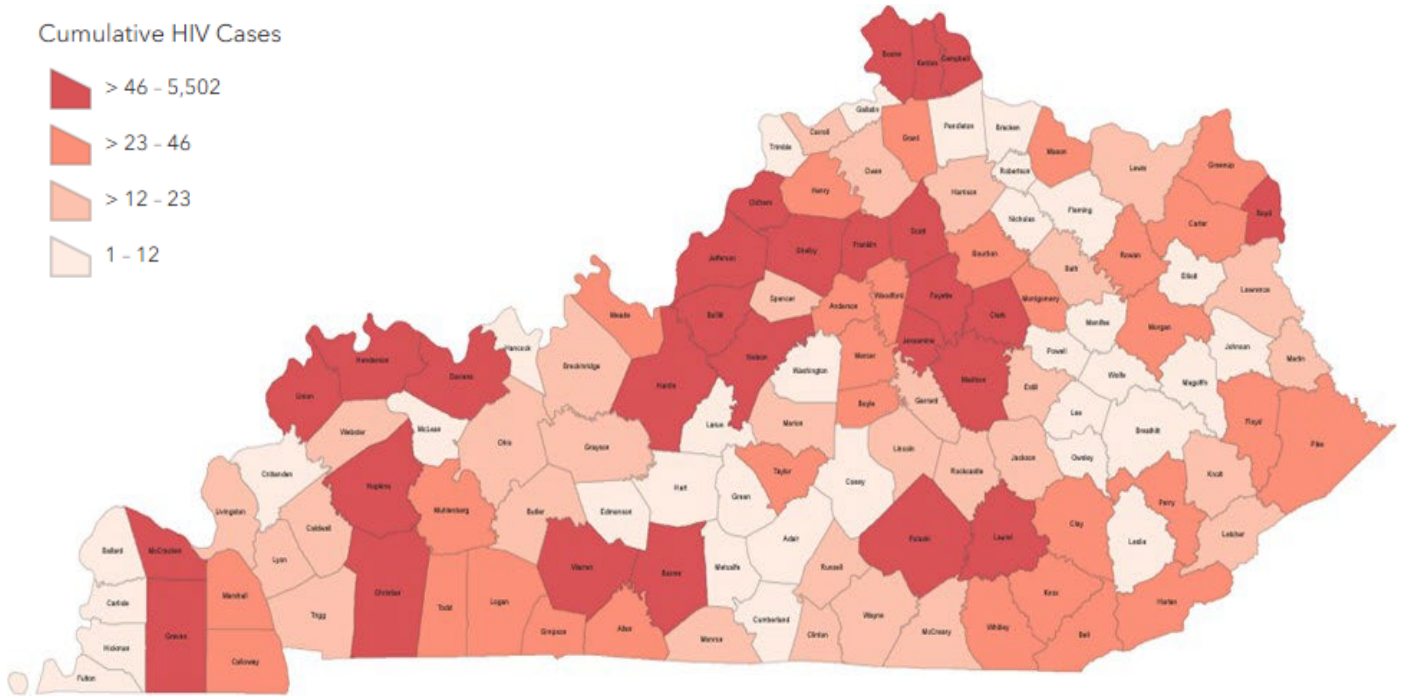 Cumulative HIV Cases
> 46 - 5,502
> 23 - 46
> 12 - 23
1 - 12
Boone
Kenton
Campbell
Gallatin
Carroll
Trimble
Grant
Pendleton
Bracken
Mason
Robertson
Lewis
Greenup
Owen
Henry
Oldham
Harrison
Nicholas
Fleming
Carter
Boyd
Jefferson
Shelby
Franklin
Scott
Bourbon
Bath
Rowan
Elliott
Lawrence
Spencer
Anderson
Woodford
Fayette
Clark
Montgomery
Menifee
Morgan
Bullitt
Nelson
Meade
Hancock
Breckinridge
Hardin
Washington
Mercer
Jessamine
Madison
Powell
Wolfe
Johnson
Martin
Magoffin
Henderson
Union
Daviess
Webster
McLean
Ohio
Grayson
Larue
Marion
Boyle
Garrard
Estill
Lee
Breathitt
Floyd
Pike
Crittenden
Hopkins
Muhlenberg
Butler
Edmonson
Hart
Green
Taylor
Casey
Lincoln
Rockcastle
Jackson
Owsley
Perry
Knott
Letcher
Livingston
Caldwell
Lyon
Ballard
McCracken
Warren
Barren
Metcalfe
Adair
Russell
Pulaski
Laurel
Clay
Leslie
Carlisle
Graves
Marshall
Trigg
Christian
Todd
Logan
Simpson
Allen
Monroe
Cumberland
Clinton
Wayne
McCreary
Whitley
Knox
Bell
Harlan
Hickman
Fulton
Calloway